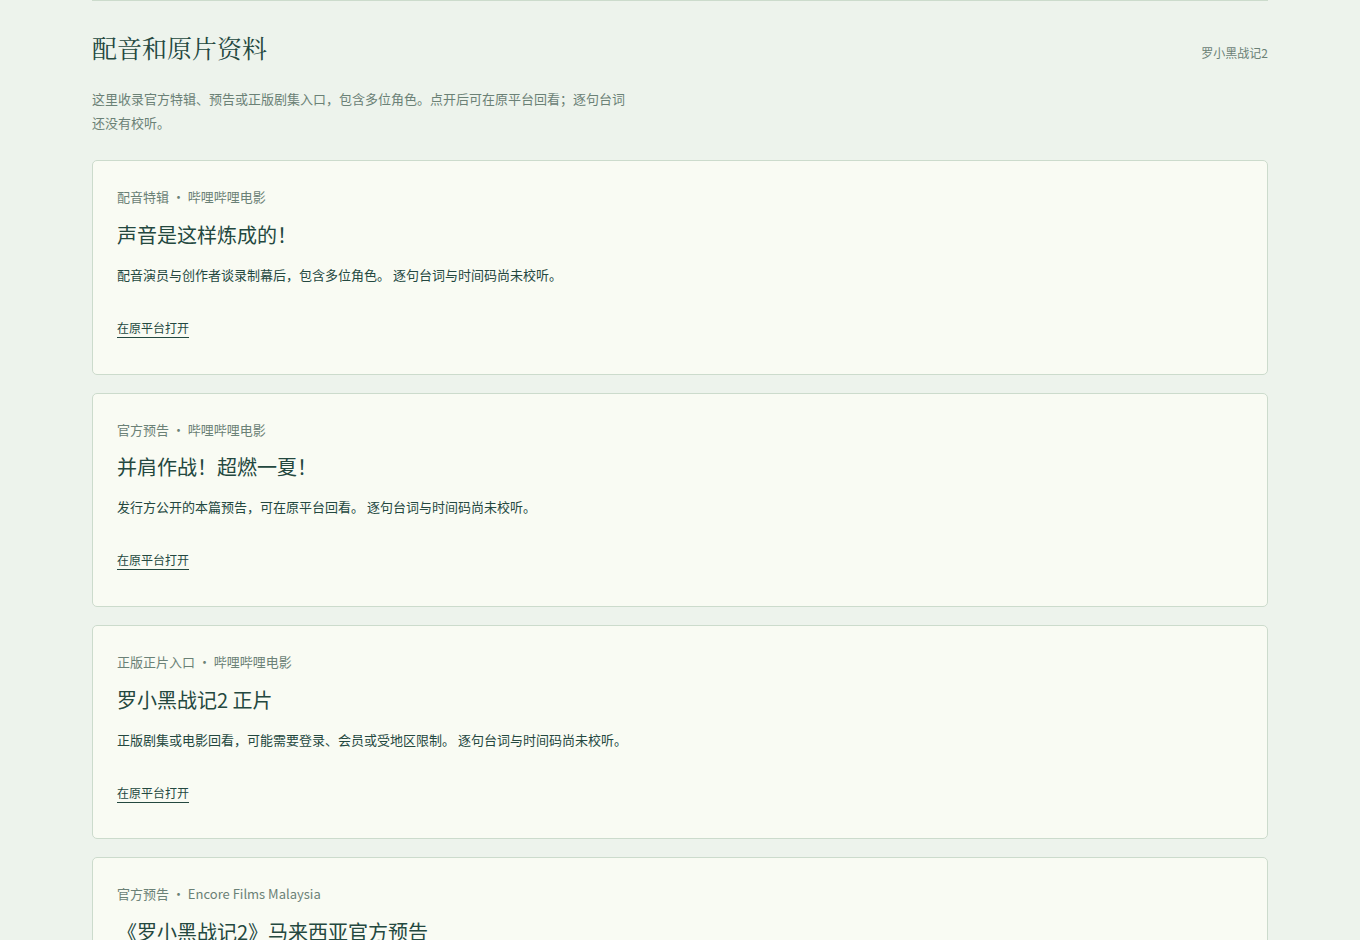 配音和原片资料
罗小黑战记2
这里收录官方特辑、预告或正版剧集入口，包含多位角色。点开后可在原平台回看；逐句台词
还没有校听。
配音特辑 · 哔哩哔哩电影
声音是这样炼成的！
配音演员与创作者谈录制幕后，包含多位角色。 逐句台词与时间码尚未校听。
在原平台打开
官方预告 · 哔哩哔哩电影
并肩作战！超燃一夏！
发行方公开的本篇预告，可在原平台回看。 逐句台词与时间码尚未校听。
在原平台打开
正版正片入口 · 哔哩哔哩电影
罗小黑战记2 正片
正版剧集或电影回看，可能需要登录、会员或受地区限制。 逐句台词与时间码尚未校听。
在原平台打开
官方预告 · Encore Films Malaysia
《罗小黑战记2》马来西亚官方预告